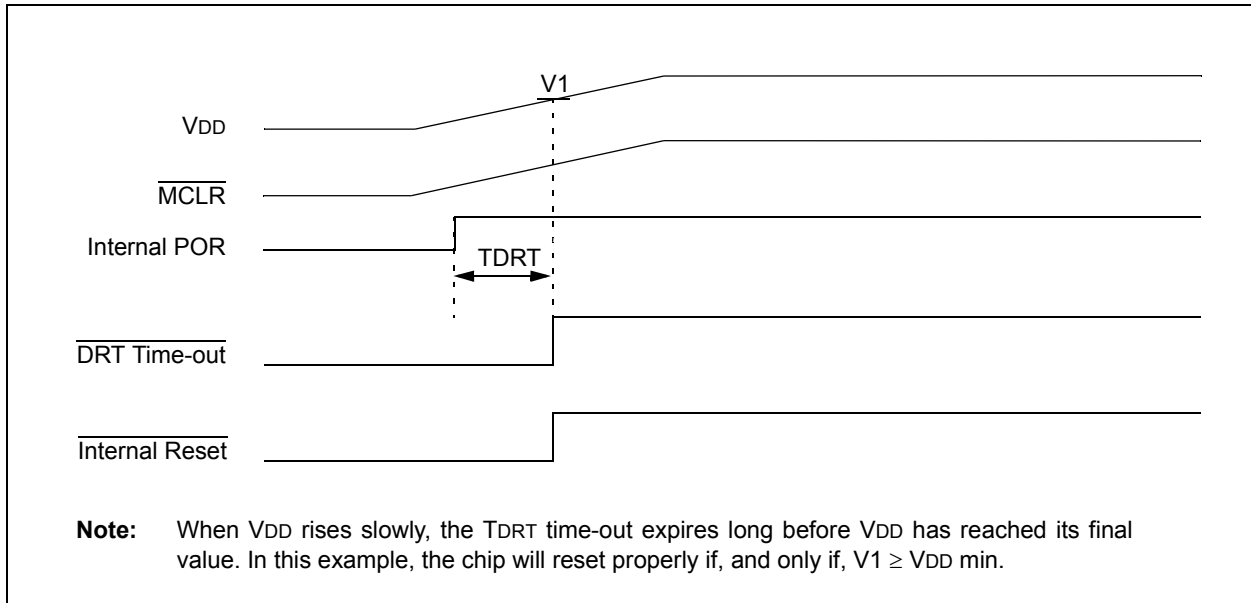 V1
VDD
MCLR
Internal POR
TDRT
DRT Time-out
Internal Reset
Note: When VDD rises slowly, the TDRT time-out expires long before VDD has reached its final
value. In this example, the chip will reset properly if, and only if, V1 ≥ VDD min.